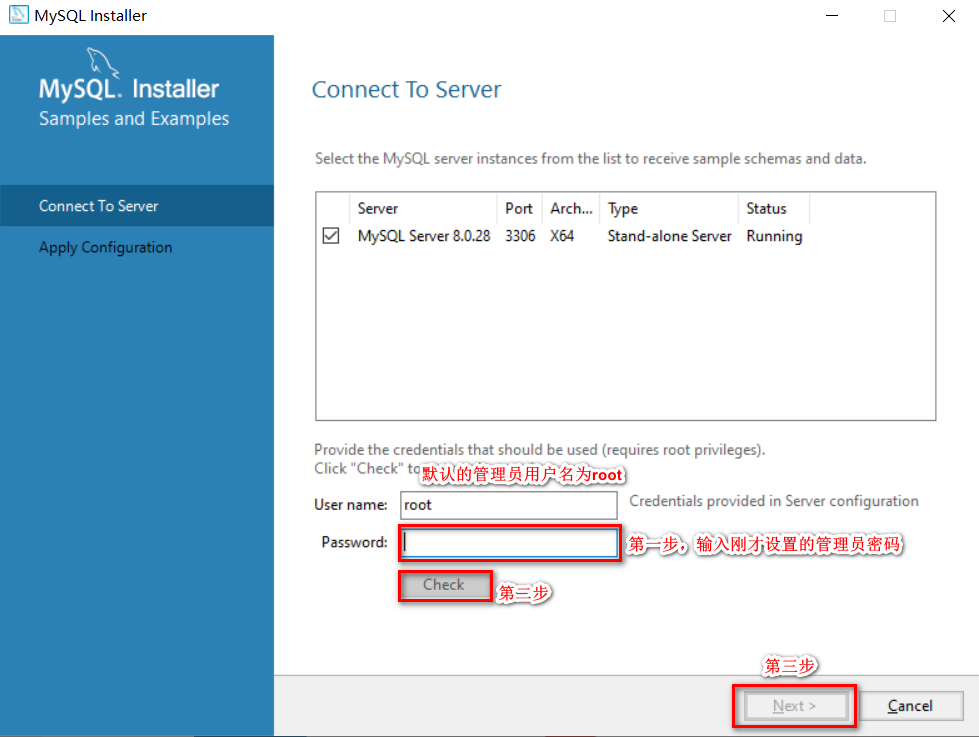 MySQL Installer
MySQL. Installer
Samples and Examples
Connect To Server
Apply Configuration
Connect To Server
Select the MySQL server instances from the list to receive sample schemas and data.
Server Port Arch... Type Status
MySQL Server 8.0.28 3306 X64 Stand-alone Server Running
Provide the credentials that should be used (requires root privileges).
Click "Check" to
默认的管理员用户名为root
User name: root Credentials provided in Server configuration
Password: 第一步，输入刚才设置的管理员密码
Check 第三步
第三步
Next > Cancel